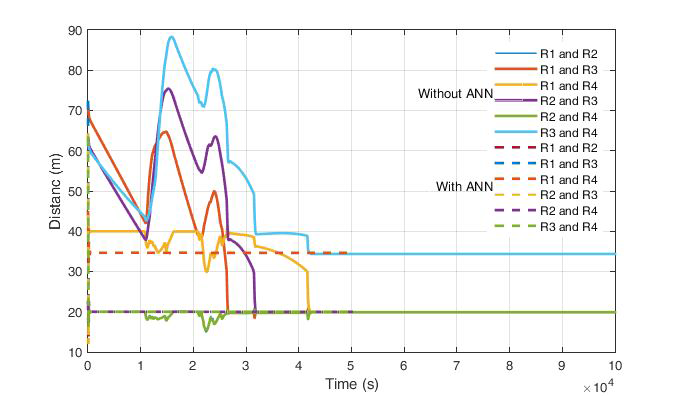 90
80
70
60
50
40
30
20
10
Distanc (m)
0
1
2
3
4
5
6
7
8
9
10
Time (s)
×10⁴
Without ANN
R1 and R2
R1 and R3
R1 and R4
R2 and R3
R2 and R4
R3 and R4
With ANN
R1 and R2
R1 and R3
R1 and R4
R2 and R3
R2 and R4
R3 and R4